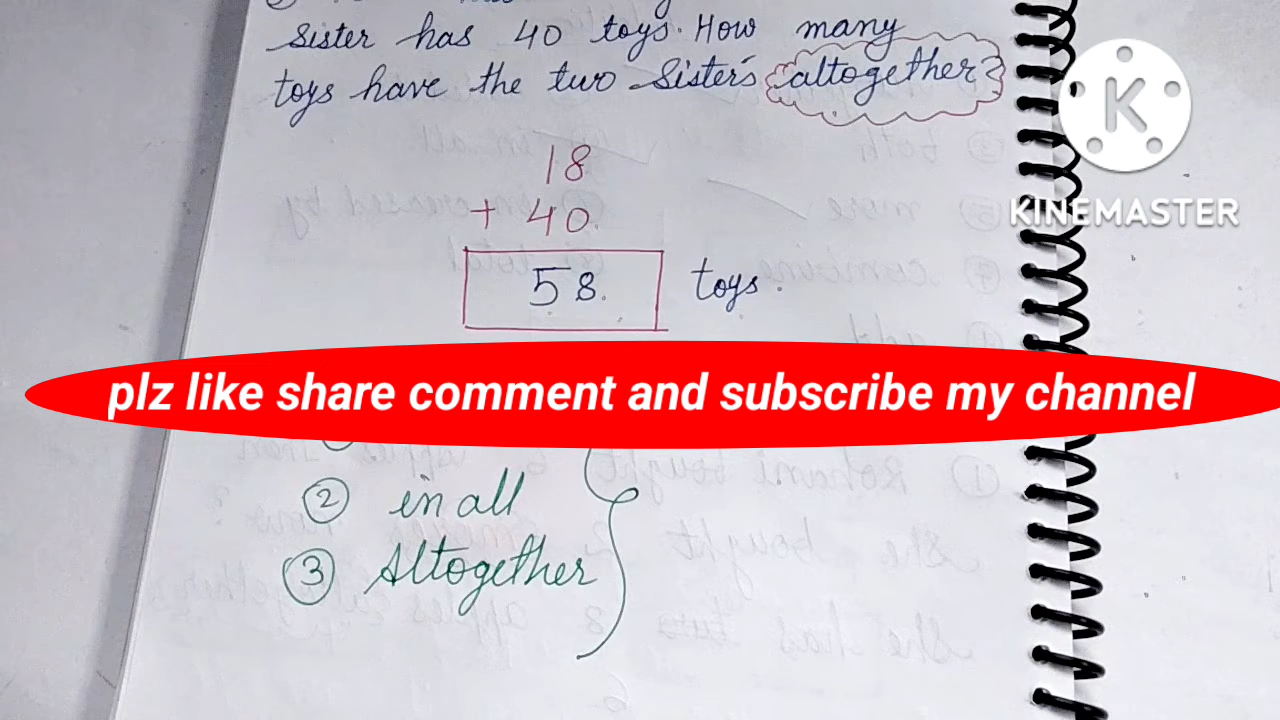 Sister has 40 toys. How many
toys have the two Sister's altogether?
18
+ 40
58 toys.
K
KINEMASTER
plz like share comment and subscribe my channel
② in all
③ Altogether